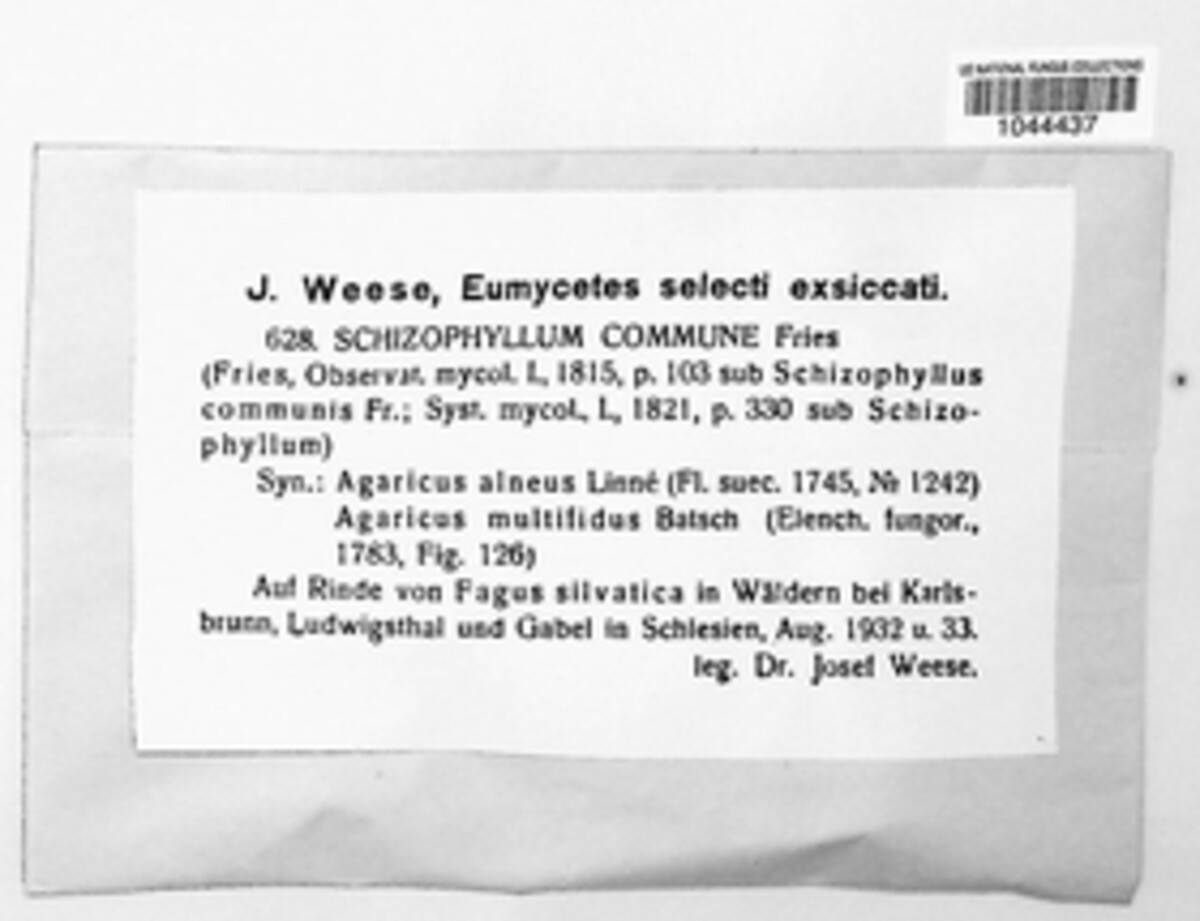 US NATIONAL FUNGUS COLLECTIONS
1044437
J. Weese, Eumycetes selecti exsiccati.
628. SCHIZOPHYLLUM COMMUNE Fries
(Fries, Observat. mycol. I., 1815, p. 103 sub Schizophyllus
communis Fr.; Syst. mycol., I., 1821, p. 330 sub Schizo-
phyllum)
Syn.: Agaricus alneus Linné (Fl. suec. 1745, № 1242)
Agaricus multifidus Batsch (Elench. fungor.,
1783, Fig. 126)
Auf Rinde von Fagus silvatica in Wäldern bei Karls-
brunn, Ludwigsthal und Gabel in Schlesien, Aug. 1932 u. 33.
leg. Dr. Josef Weese.